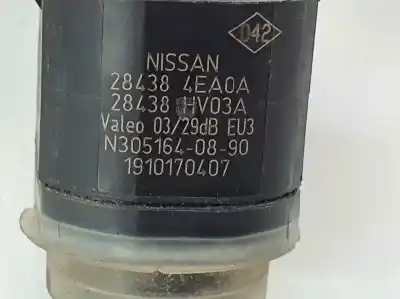 D42
NISSAN
28438 4EA0A
28438 HV03A
Valeo 03/29dB EU3
N305164-08-90
1910170407